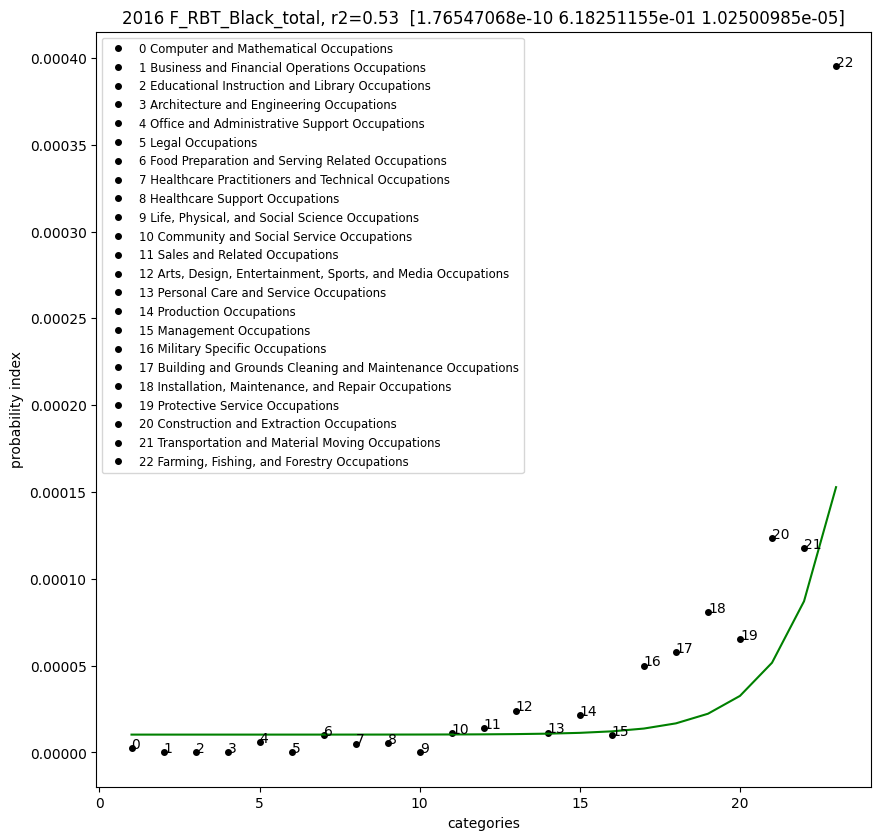 2016 F_RBT_Black_total, r2=0.53  [1.76547068e-10 6.18251155e-01 1.02500985e-05]
0 Computer and Mathematical Occupations
1 Business and Financial Operations Occupations
2 Educational Instruction and Library Occupations
3 Architecture and Engineering Occupations
4 Office and Administrative Support Occupations
5 Legal Occupations
6 Food Preparation and Serving Related Occupations
7 Healthcare Practitioners and Technical Occupations
8 Healthcare Support Occupations
9 Life, Physical, and Social Science Occupations
10 Community and Social Service Occupations
11 Sales and Related Occupations
12 Arts, Design, Entertainment, Sports, and Media Occupations
13 Personal Care and Service Occupations
14 Production Occupations
15 Management Occupations
16 Military Specific Occupations
17 Building and Grounds Cleaning and Maintenance Occupations
18 Installation, Maintenance, and Repair Occupations
19 Protective Service Occupations
20 Construction and Extraction Occupations
21 Transportation and Material Moving Occupations
22 Farming, Fishing, and Forestry Occupations
probability index
0.00040
0.00035
0.00030
0.00025
0.00020
0.00015
0.00010
0.00005
0.00000
0
1
2
3
4
5
6
7
8
9
10
11
12
13
14
15
16
17
18
19
20
21
22
0
5
10
15
20
categories